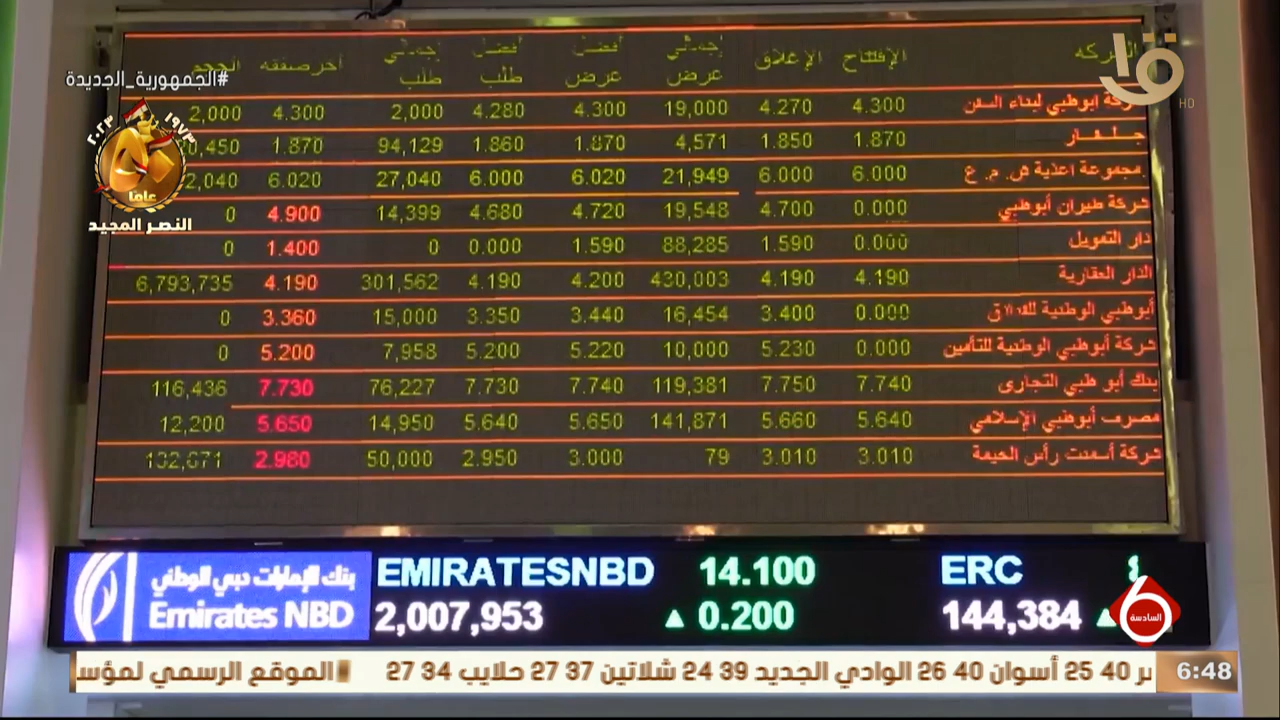 الإفتتاح الإغلاق إجمالي عرض أفضل عرض أفضل طلب إجمالي طلب آخر صفقه الحجم
#الجمهورية_الجديدة
HD
شركة ابوظبي لبناء السفن 4.300 4.270 19,000 4.300 4.280 2,000 4.300 2,000
جلفار 1.870 1.850 4,571 1.870 1.860 94,129 1.870
مجموعة اغذية ش. م. ع 6.000 6.000 21,949 6.020 6.000 27,040 6.020
شركة طيران أبوظبي 0.000 4.700 19,548 4.720 4.680 14,399 4.900 0
دار التمويل 0.000 1.590 88,285 1.590 0.000 0 1.400 0
الدار العقارية 4.190 4.190 430,003 4.200 4.190 301,562 4.190 6,793,735
أبوظبي الوطنية للفنادق 0.000 3.400 16,454 3.440 3.350 15,000 3.360 0
شركة أبوظبي الوطنية للتأمين 0.000 5.230 10,000 5.220 5.200 7,958 5.200 0
بنك أبو ظبي التجارى 7.740 7.750 119,381 7.740 7.730 76,227 7.730 116,436
مصرف أبوظبي الإسلامي 5.640 5.660 141,871 5.650 5.640 14,950 5.650 12,200
شركة أسمنت رأس الخيمة 3.010 3.010 79 3.000 2.950 50,000 2.980 132,671
١٩٧٣ ٢٠٢٣
عاما
النصر المجيد
بنك الإمارات دبي الوطني
Emirates NBD
EMIRATESNBD 14.100 ERC
2,007,953 ▲ 0.200 144,384 ▲
السادسة
6:48
40 25 أسوان 40 26 الوادي الجديد 39 24 شلاتين 37 27 حلايب 34 27 الموقع الرسمي